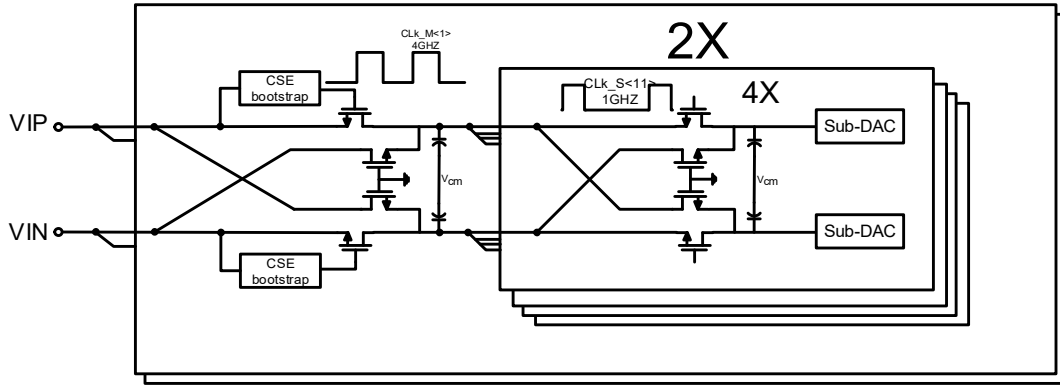 2X
CLk_M<1>
4GHZ
CSE
bootstrap
CLk_S<11>
1GHZ
4X
VIP
Sub-DAC
Vcm
Vcm
VIN
Sub-DAC
CSE
bootstrap